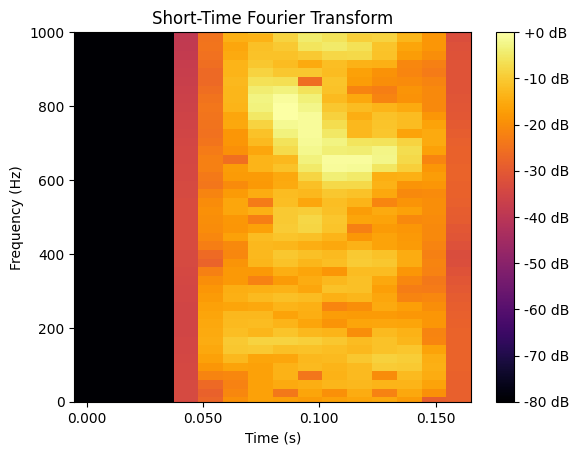 Short-Time Fourier Transform
1000
800
600
400
200
0
Frequency (Hz)
0.000
0.050
0.100
0.150
Time (s)
+0 dB
-10 dB
-20 dB
-30 dB
-40 dB
-50 dB
-60 dB
-70 dB
-80 dB